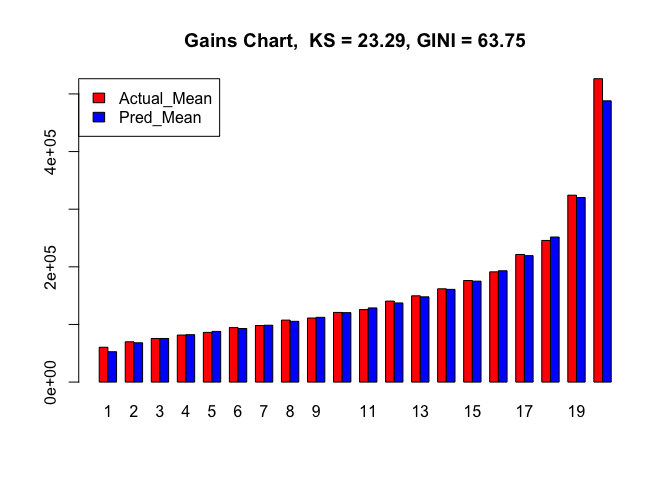 Gains Chart,  KS = 23.29, GINI = 63.75
Actual_Mean
Pred_Mean
0e+00 2e+05 4e+05
1 2 3 4 5 6 7 8 9 11 13 15 17 19